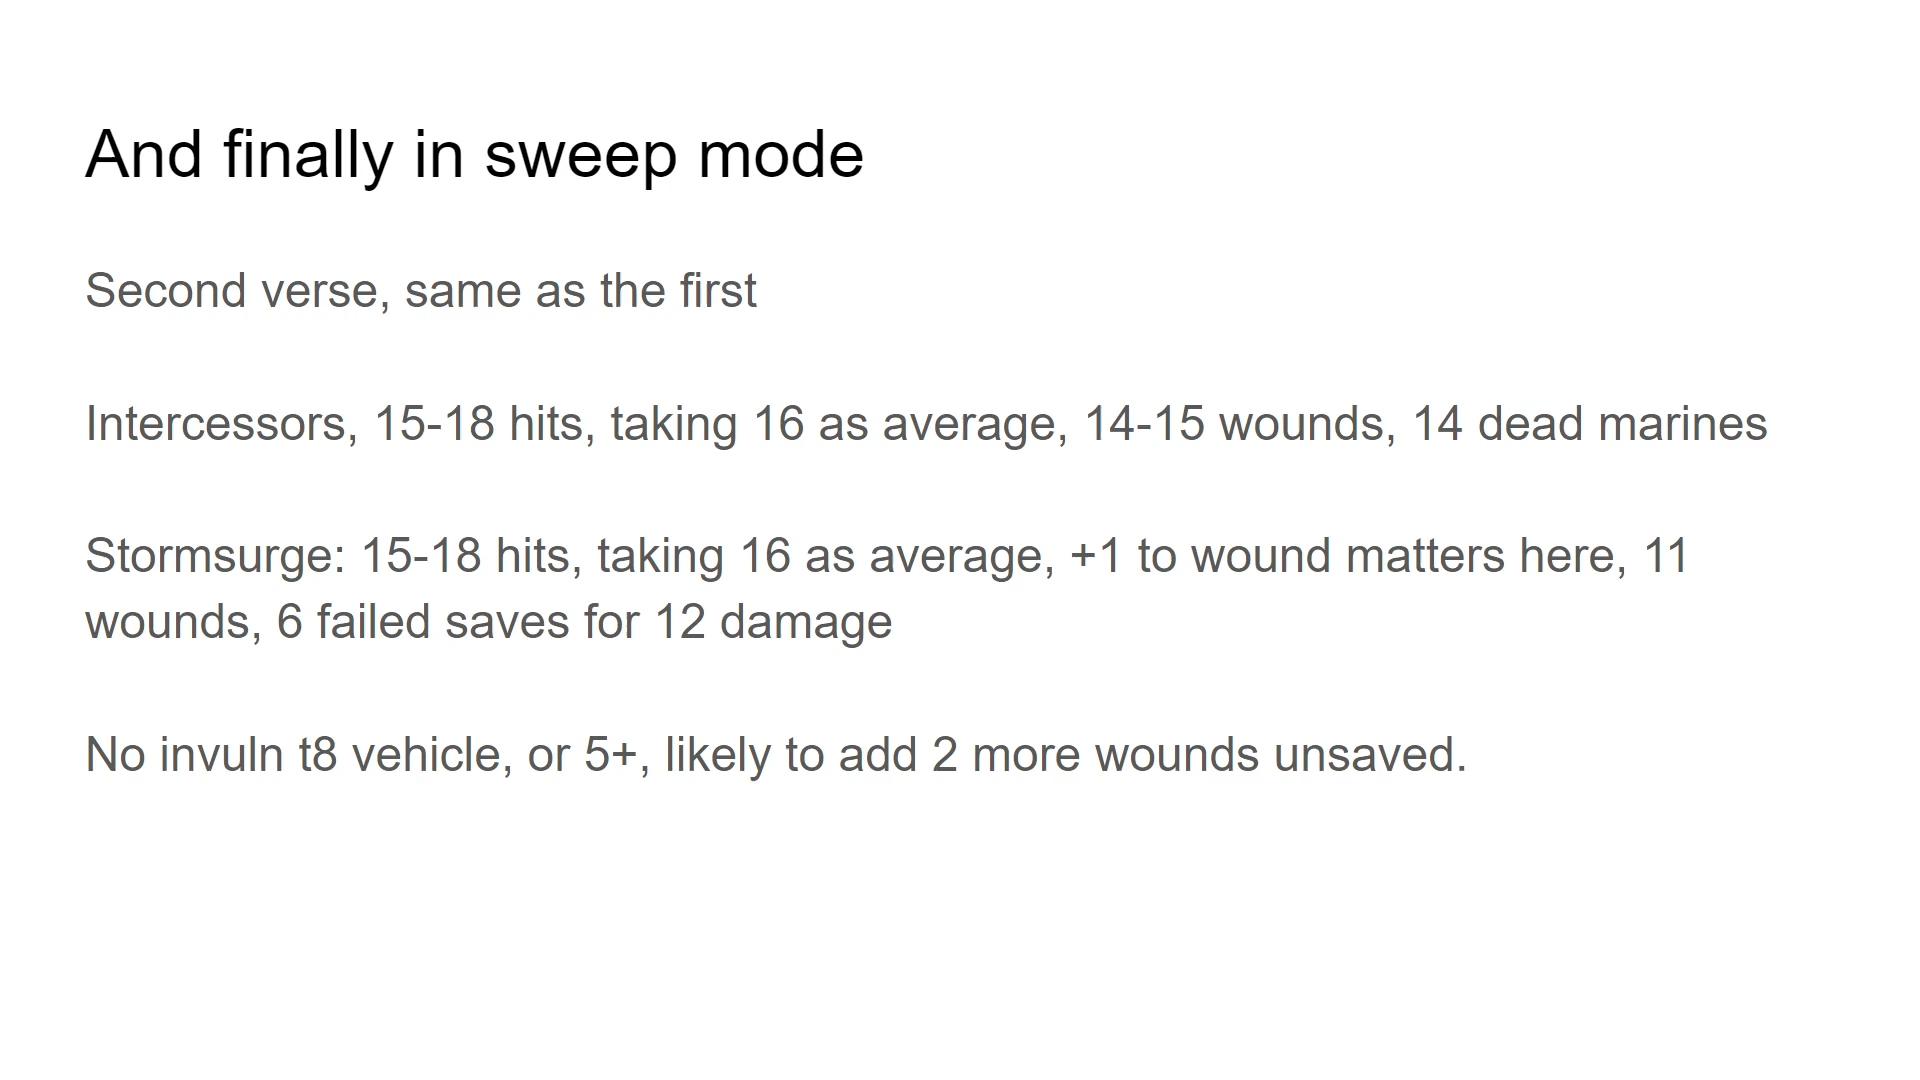 And finally in sweep mode
Second verse, same as the first
Intercessors, 15-18 hits, taking 16 as average, 14-15 wounds, 14 dead marines
Stormsurge: 15-18 hits, taking 16 as average, +1 to wound matters here, 11
wounds, 6 failed saves for 12 damage
No invuln t8 vehicle, or 5+, likely to add 2 more wounds unsaved.